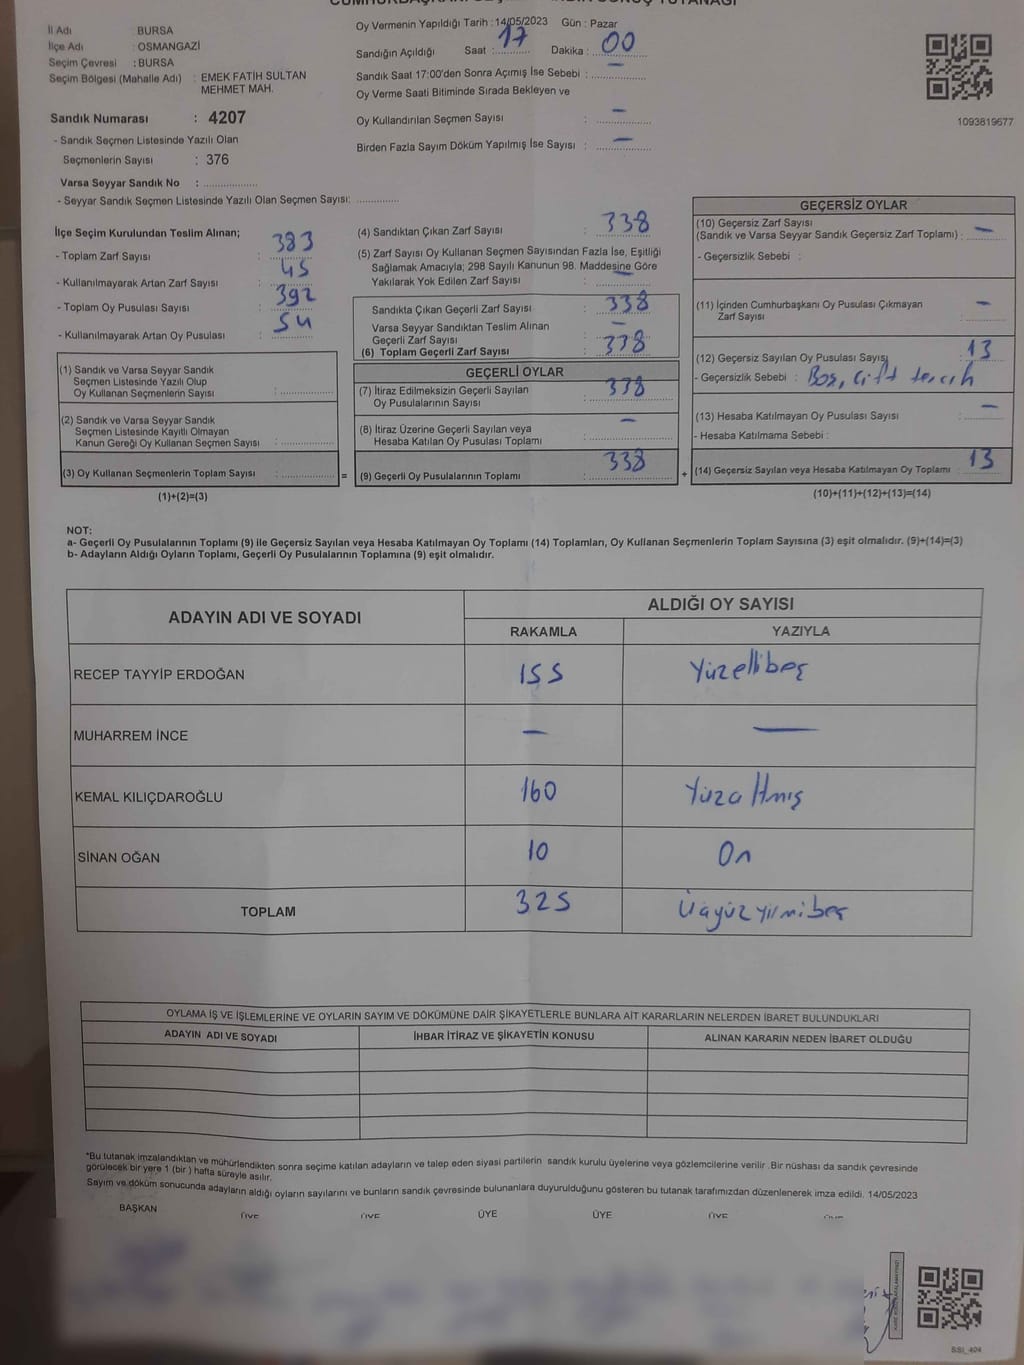 İl Adı : BURSA
İlçe Adı : OSMANGAZİ
Seçim Çevresi : BURSA
Seçim Bölgesi (Mahalle Adı) : EMEK FATİH SULTAN
MEHMET MAH.
Sandık Numarası : 4207
- Sandık Seçmen Listesinde Yazılı Olan
Seçmenlerin Sayısı : 376
Varsa Seyyar Sandık No :
- Seyyar Sandık Seçmen Listesinde Yazılı Olan Seçmen Sayısı:
Oy Vermenin Yapıldığı Tarih : 14/05/2023 Gün : Pazar
Sandığın Açıldığı Saat : 17 Dakika : 00
Sandık Saat 17:00'den Sonra Açımış İse Sebebi : —
Oy Verme Saati Bitiminde Sırada Bekleyen ve
Oy Kullandırılan Seçmen Sayısı : —
Birden Fazla Sayım Döküm Yapılmış İse Sayısı : —
1093819677
İlçe Seçim Kurulundan Teslim Alınan;
- Toplam Zarf Sayısı : 383
- Kullanılmayarak Artan Zarf Sayısı : 45
- Toplam Oy Pusulası Sayısı : 392
- Kullanılmayarak Artan Oy Pusulası : 54
(1) Sandık ve Varsa Seyyar Sandık
Seçmen Listesinde Yazılı Olup
Oy Kullanan Seçmenlerin Sayısı :
(2) Sandık ve Varsa Seyyar Sandık
Seçmen Listesinde Kayıtlı Olmayan
Kanun Gereği Oy Kullanan Seçmen Sayısı :
(3) Oy Kullanan Seçmenlerin Toplam Sayısı : =
(1)+(2)=(3)
(4) Sandıktan Çıkan Zarf Sayısı : 338
(5) Zarf Sayısı Oy Kullanan Seçmen Sayısından Fazla İse, Eşitliği
Sağlamak Amacıyla; 298 Sayılı Kanunun 98. Maddesine Göre
Yakılarak Yok Edilen Zarf Sayısı : —
Sandıkta Çıkan Geçerli Zarf Sayısı : 338
Varsa Seyyar Sandıktan Teslim Alınan
Geçerli Zarf Sayısı : —
(6) Toplam Geçerli Zarf Sayısı : 338
GEÇERLİ OYLAR
(7) İtiraz Edilmeksizin Geçerli Sayılan
Oy Pusulalarının Sayısı : 338
(8) İtiraz Üzerine Geçerli Sayılan veya
Hesaba Katılan Oy Pusulası Toplamı : —
(9) Geçerli Oy Pusulalarının Toplamı : 338 +
GEÇERSİZ OYLAR
(10) Geçersiz Zarf Sayısı
(Sandık ve Varsa Seyyar Sandık Geçersiz Zarf Toplamı) : —
- Geçersizlik Sebebi :
(11) İçinden Cumhurbaşkanı Oy Pusulası Çıkmayan
Zarf Sayısı : —
(12) Geçersiz Sayılan Oy Pusulası Sayısı : 13
- Geçersizlik Sebebi : Boş, çift tercih
(13) Hesaba Katılmayan Oy Pusulası Sayısı : —
- Hesaba Katılmama Sebebi :
(14) Geçersiz Sayılan veya Hesaba Katılmayan Oy Toplamı : 13
(10)+(11)+(12)+(13)=(14)
NOT:
a- Geçerli Oy Pusulalarının Toplamı (9) ile Geçersiz Sayılan veya Hesaba Katılmayan Oy Toplamı (14) Toplamları, Oy Kullanan Seçmenlerin Toplam Sayısına (3) eşit olmalıdır. (9)+(14)=(3)
b- Adayların Aldığı Oyların Toplamı, Geçerli Oy Pusulalarının Toplamına (9) eşit olmalıdır.
ADAYIN ADI VE SOYADI ALDIĞI OY SAYISI
RAKAMLA YAZIYLA
RECEP TAYYİP ERDOĞAN 155 Yüzellibeş
MUHARREM İNCE — —
KEMAL KILIÇDAROĞLU 160 Yüzaltmış
SİNAN OĞAN 10 On
TOPLAM 325 Üçyüzyirmibeş
OYLAMA İŞ VE İŞLEMLERİNE VE OYLARIN SAYIM VE DÖKÜMÜNE DAİR ŞİKAYETLERLE BUNLARA AİT KARARLARIN NELERDEN İBARET BULUNDUKLARI
ADAYIN ADI VE SOYADI İHBAR İTİRAZ VE ŞİKAYETİN KONUSU ALINAN KARARIN NEDEN İBARET OLDUĞU
*Bu tutanak imzalandıktan ve mühürlendikten sonra seçime katılan adayların ve talep eden siyasi partilerin sandık kurulu üyelerine veya gözlemcilerine verilir .Bir nüshası da sandık çevresinde
görülecek bir yere 1 (bir ) hafta süreyle asılır.
Sayım ve döküm sonucunda adayların aldığı oyların sayılarını ve bunların sandık çevresinde bulunanlara duyurulduğunu gösteren bu tutanak tarafımızdan düzenlenerek imza edildi. 14/05/2023
BAŞKAN ÜYE ÜYE ÜYE ÜYE ÜYE
SSİ_404